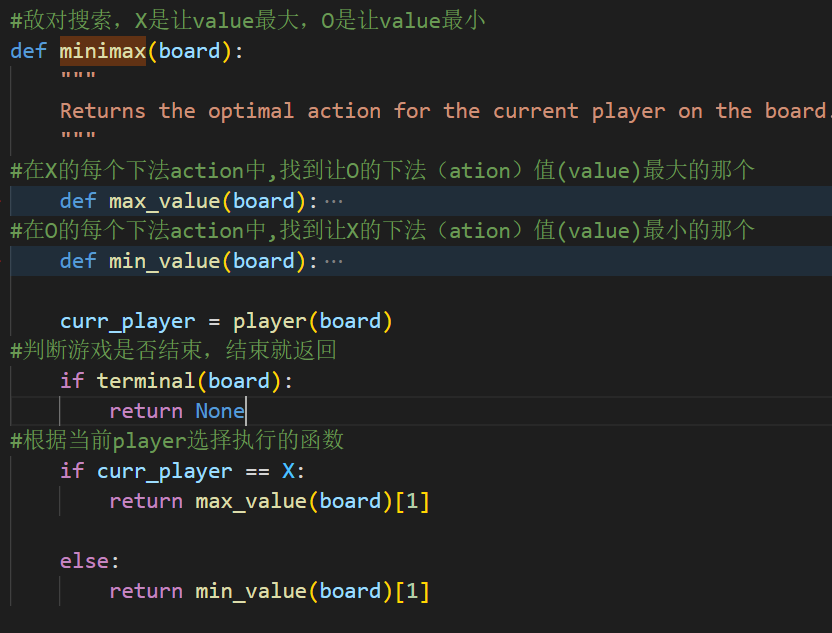 #敌对搜索，X是让value最大，O是让value最小
def minimax(board):
"""
Returns the optimal action for the current player on the board.
"""
#在X的每个下法action中,找到让O的下法（ation）值(value)最大的那个
def max_value(board):···
#在O的每个下法action中,找到让X的下法（ation）值(value)最小的那个
def min_value(board):···
curr_player = player(board)
#判断游戏是否结束，结束就返回
if terminal(board):
return None
#根据当前player选择执行的函数
if curr_player == X:
return max_value(board)[1]
else:
return min_value(board)[1]